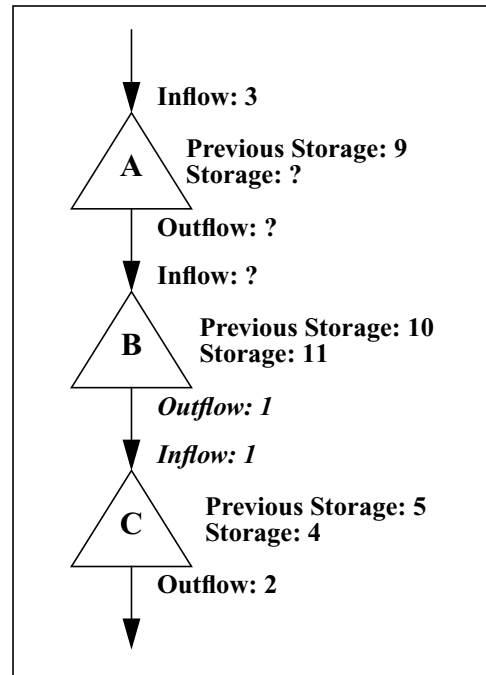 Inflow: 3
A
Previous Storage: 9
Storage: ?
Outflow: ?
Inflow: ?
B
Previous Storage: 10
Storage: 11
Outflow: 1
Inflow: 1
C
Previous Storage: 5
Storage: 4
Outflow: 2